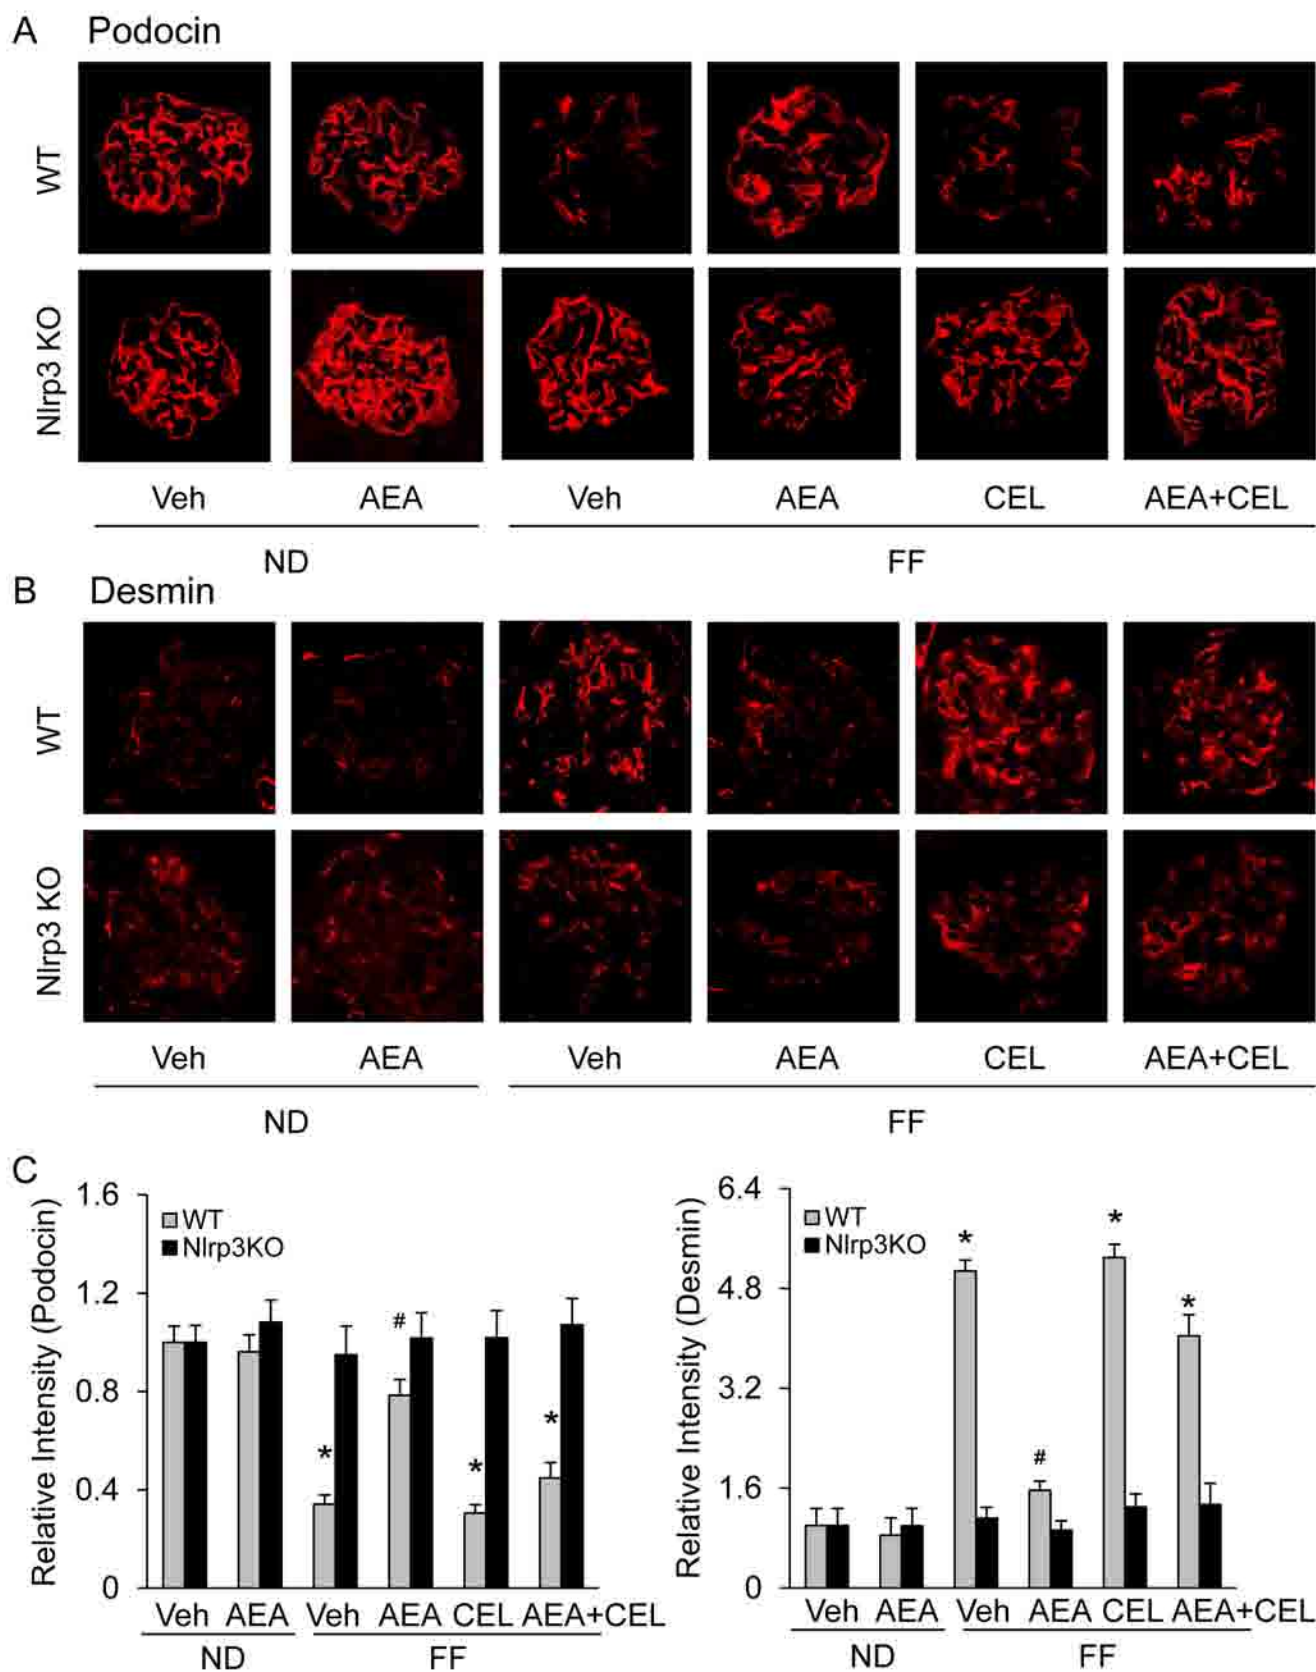 A Podocin
WT
Nlrp3 KO
Veh AEA Veh AEA CEL AEA+CEL
ND FF
B Desmin
WT
Nlrp3 KO
Veh AEA Veh AEA CEL AEA+CEL
ND FF
C
Relative Intensity (Podocin)
1.6
1.2
0.8
0.4
0
WT
Nlrp3KO
* # * *
Veh AEA Veh AEA CEL AEA+CEL
ND FF
Relative Intensity (Desmin)
6.4
4.8
3.2
1.6
0
WT
Nlrp3KO
* # * *
Veh AEA Veh AEA CEL AEA+CEL
ND FF